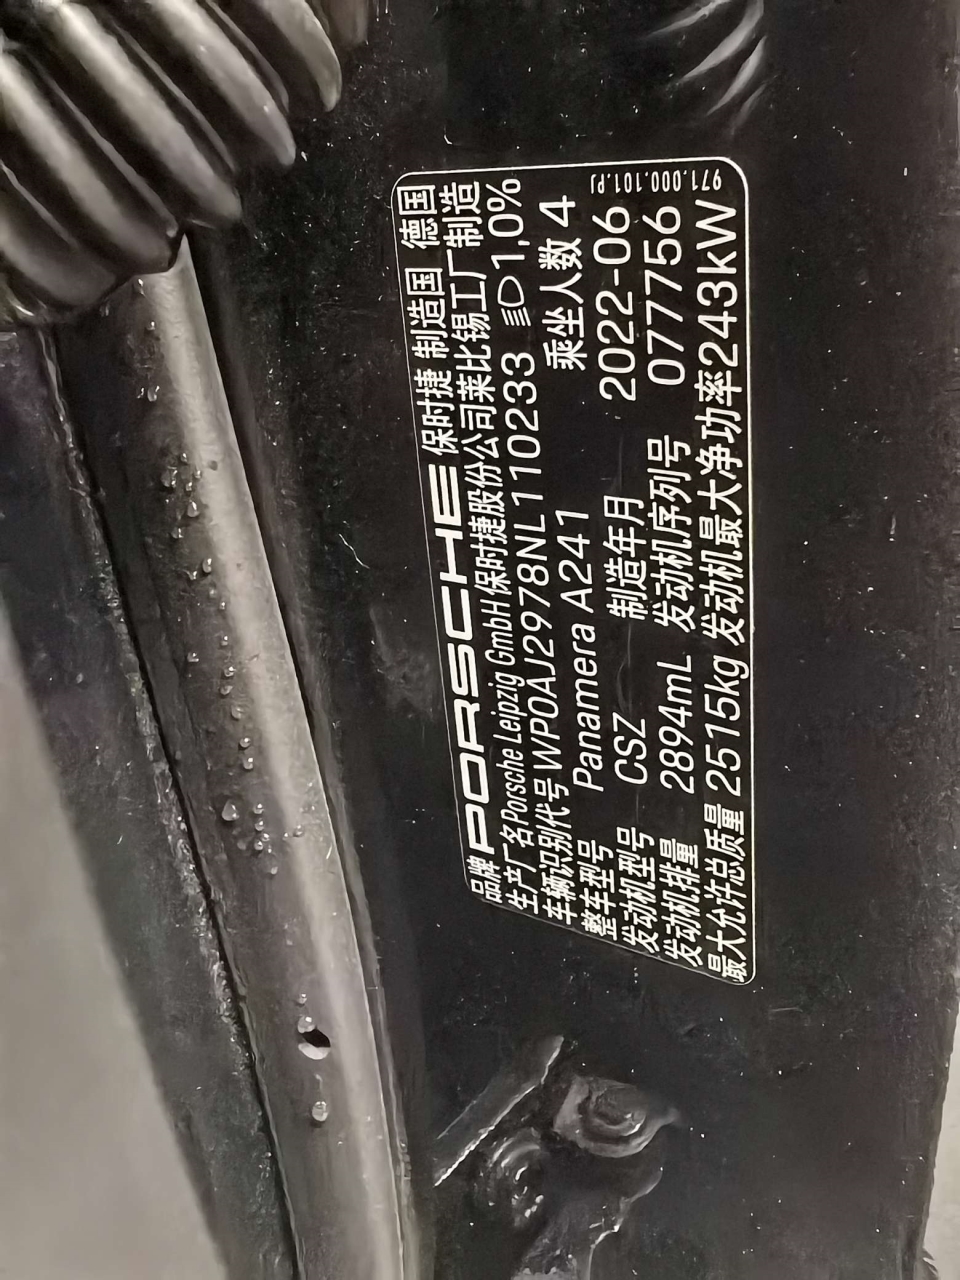 品牌 PORSCHE 保时捷 制造国 德国
生产厂名Porsche Leipzig GmbH 保时捷股份公司莱比锡工厂制造
车辆识别代号 WP0AJ2978NL110233 1,0%
整车型号 Panamera A241 乘坐人数 4
发动机型号 CSZ 制造年月 2022-06
发动机排量 2894mL 发动机序列号 077756
最大允许总质量 2515kg 发动机最大净功率243kW
971.000.101.PJ